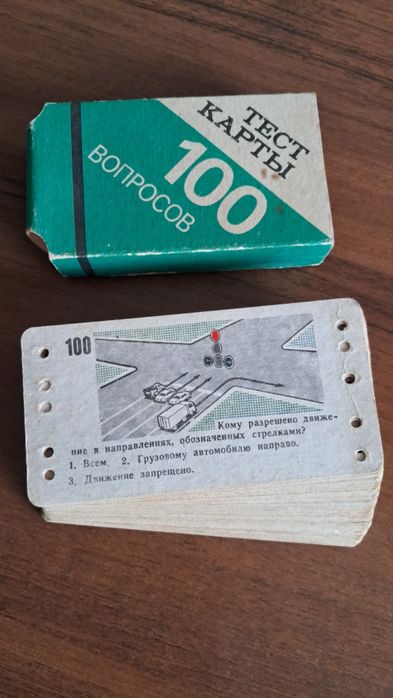 ТЕСТ
КАРТЫ
100
ВОПРОСОВ
100
Кому разрешено движе-
ние в направлениях, обозначенных стрелками?
1. Всем. 2. Грузовому автомобилю направо.
3. Движение запрещено.